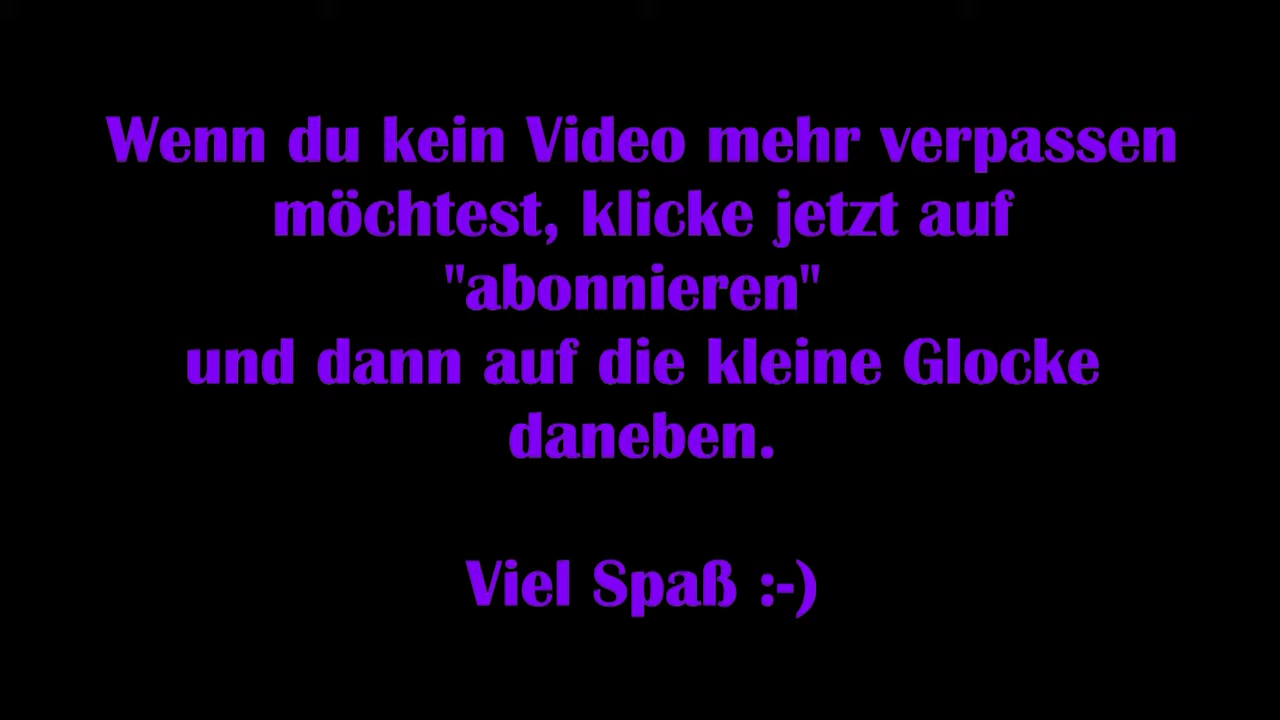 Wenn du kein Video mehr verpassen
möchtest, klicke jetzt auf
"abonnieren"
und dann auf die kleine Glocke
daneben.
Viel Spaß :-)